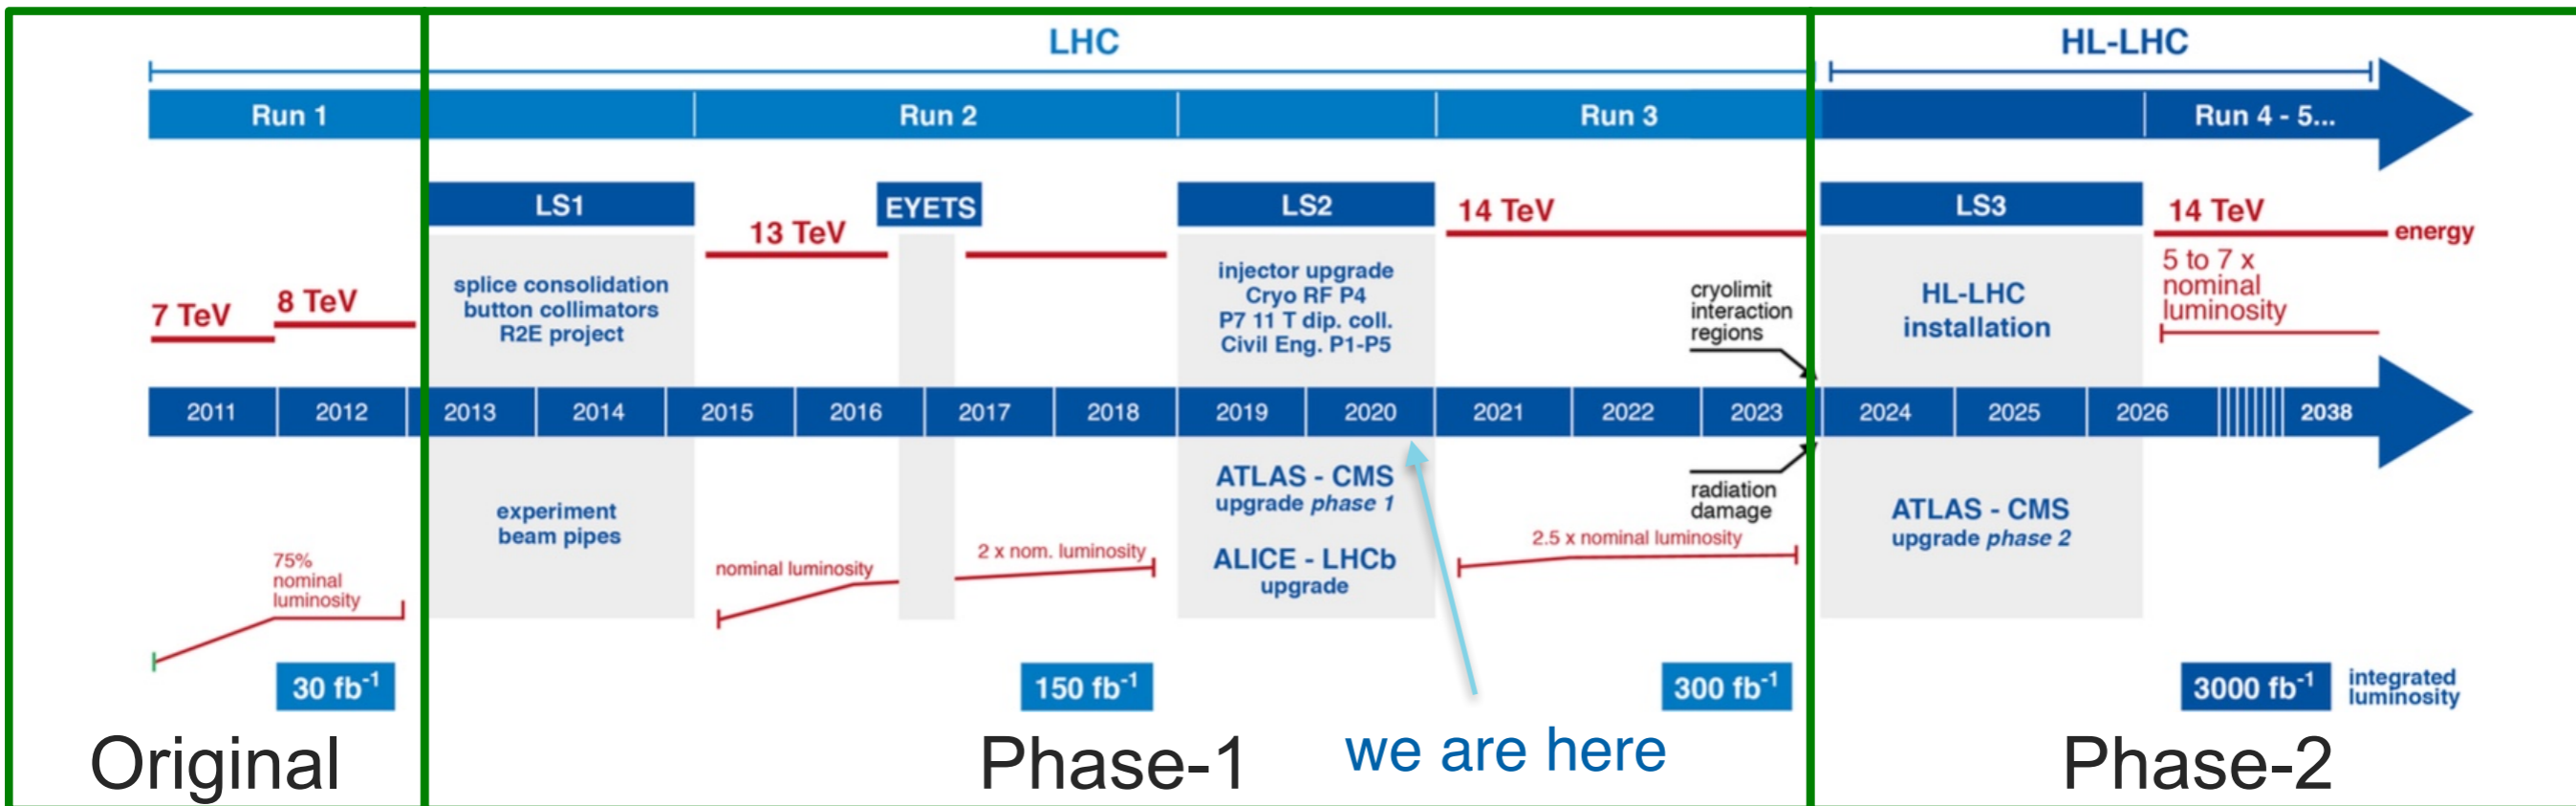 LHC
HL-LHC
Run 1
Run 2
Run 3
Run 4 - 5...
LS1
EYETS
LS2
LS3
13 TeV
14 TeV
14 TeV
energy
7 TeV
8 TeV
splice consolidation
button collimators
R2E project
injector upgrade
Cryo RF P4
P7 11 T dip. coll.
Civil Eng. P1-P5
cryolimit
interaction
regions
HL-LHC
installation
5 to 7 x
nominal
luminosity
2011
2012
2013
2014
2015
2016
2017
2018
2019
2020
2021
2022
2023
2024
2025
2026
2038
75%
nominal
luminosity
experiment
beam pipes
nominal luminosity
2 x nom. luminosity
ATLAS - CMS
upgrade phase 1
ALICE - LHCb
upgrade
2.5 x nominal luminosity
radiation
damage
ATLAS - CMS
upgrade phase 2
30 fb-1
150 fb-1
300 fb-1
3000 fb-1
integrated
luminosity
Original
Phase-1
we are here
Phase-2